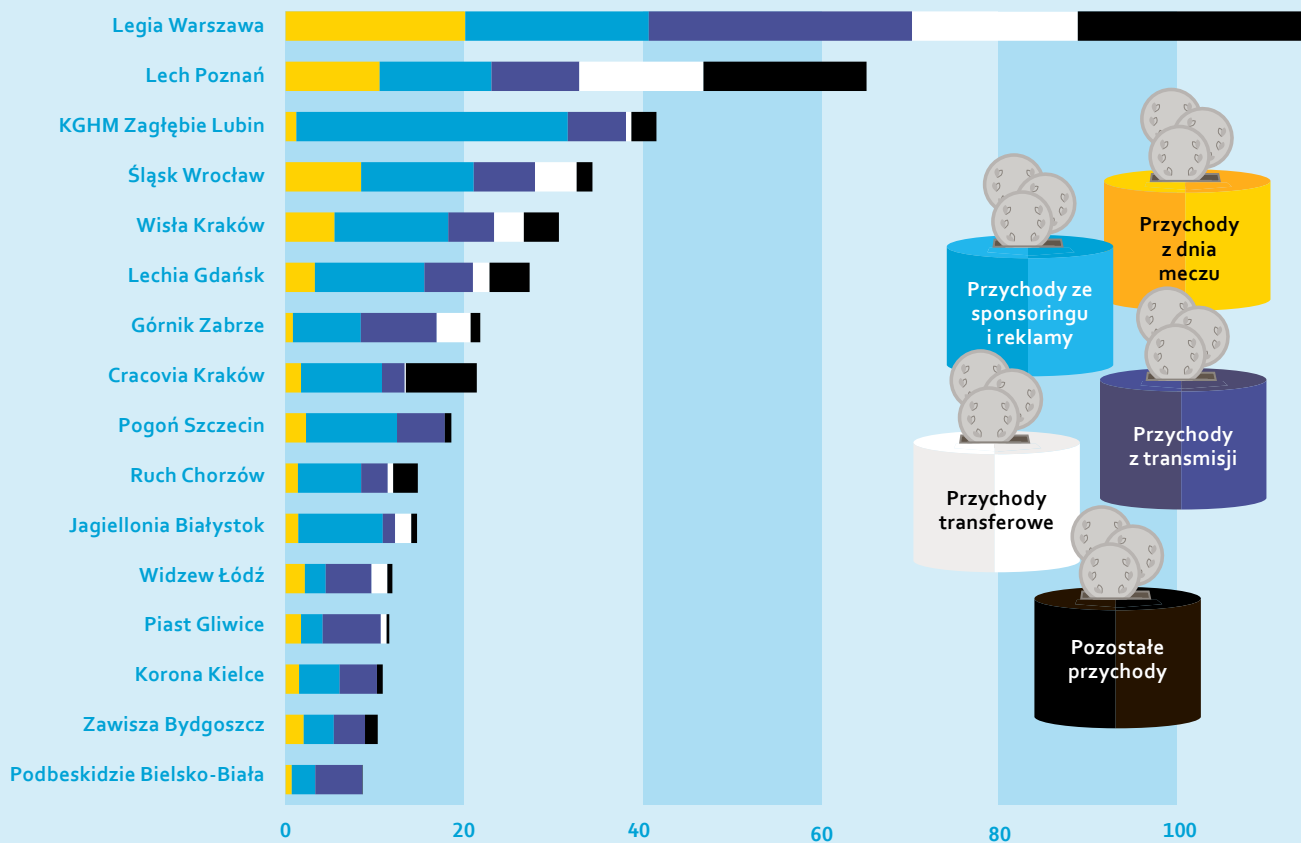 Legia Warszawa
Lech Poznań
KGHM Zagłębie Lubin
Śląsk Wrocław
Wisła Kraków
Lechia Gdańsk
Górnik Zabrze
Cracovia Kraków
Pogoń Szczecin
Ruch Chorzów
Jagiellonia Białystok
Widzew Łódź
Piast Gliwice
Korona Kielce
Zawisza Bydgoszcz
Podbeskidzie Bielsko-Biała
0 20 40 60 80 100
Przychody
z dnia
meczu
Przychody ze
sponsoringu
i reklamy
Przychody
z transmisji
Przychody
transferowe
Pozostałe
przychody